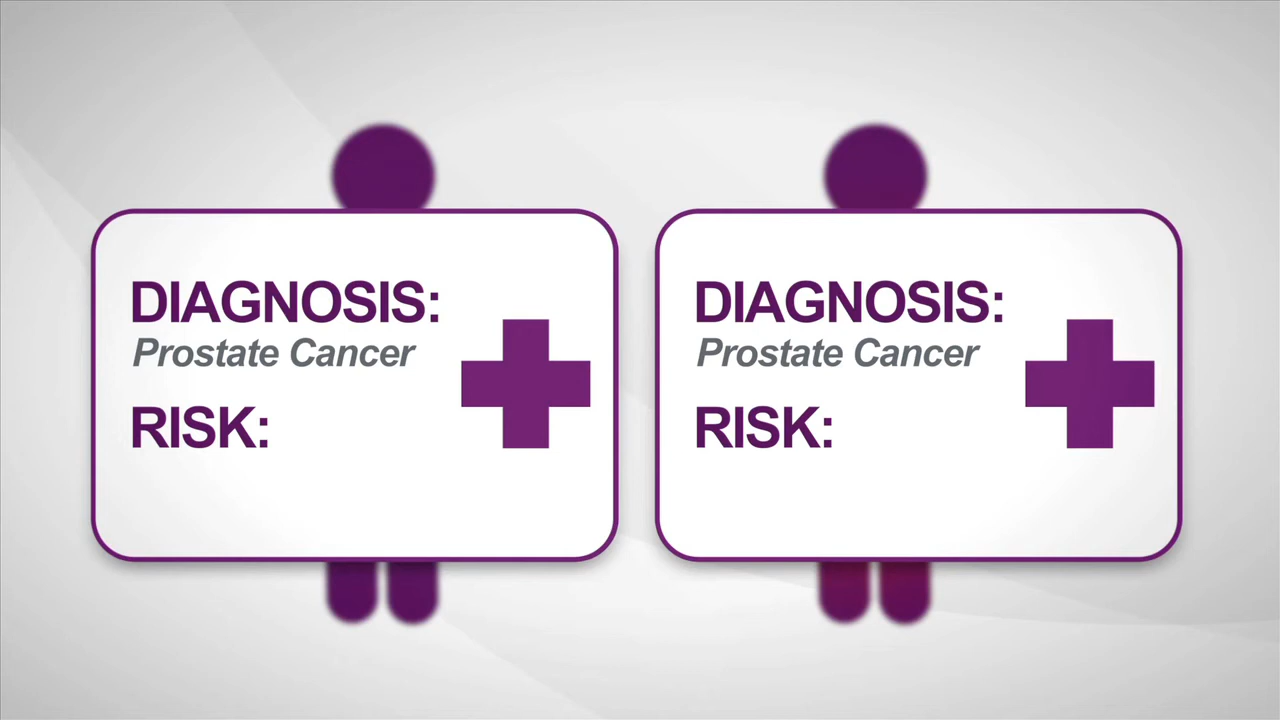 DIAGNOSIS:
Prostate Cancer
RISK:
DIAGNOSIS:
Prostate Cancer
RISK: